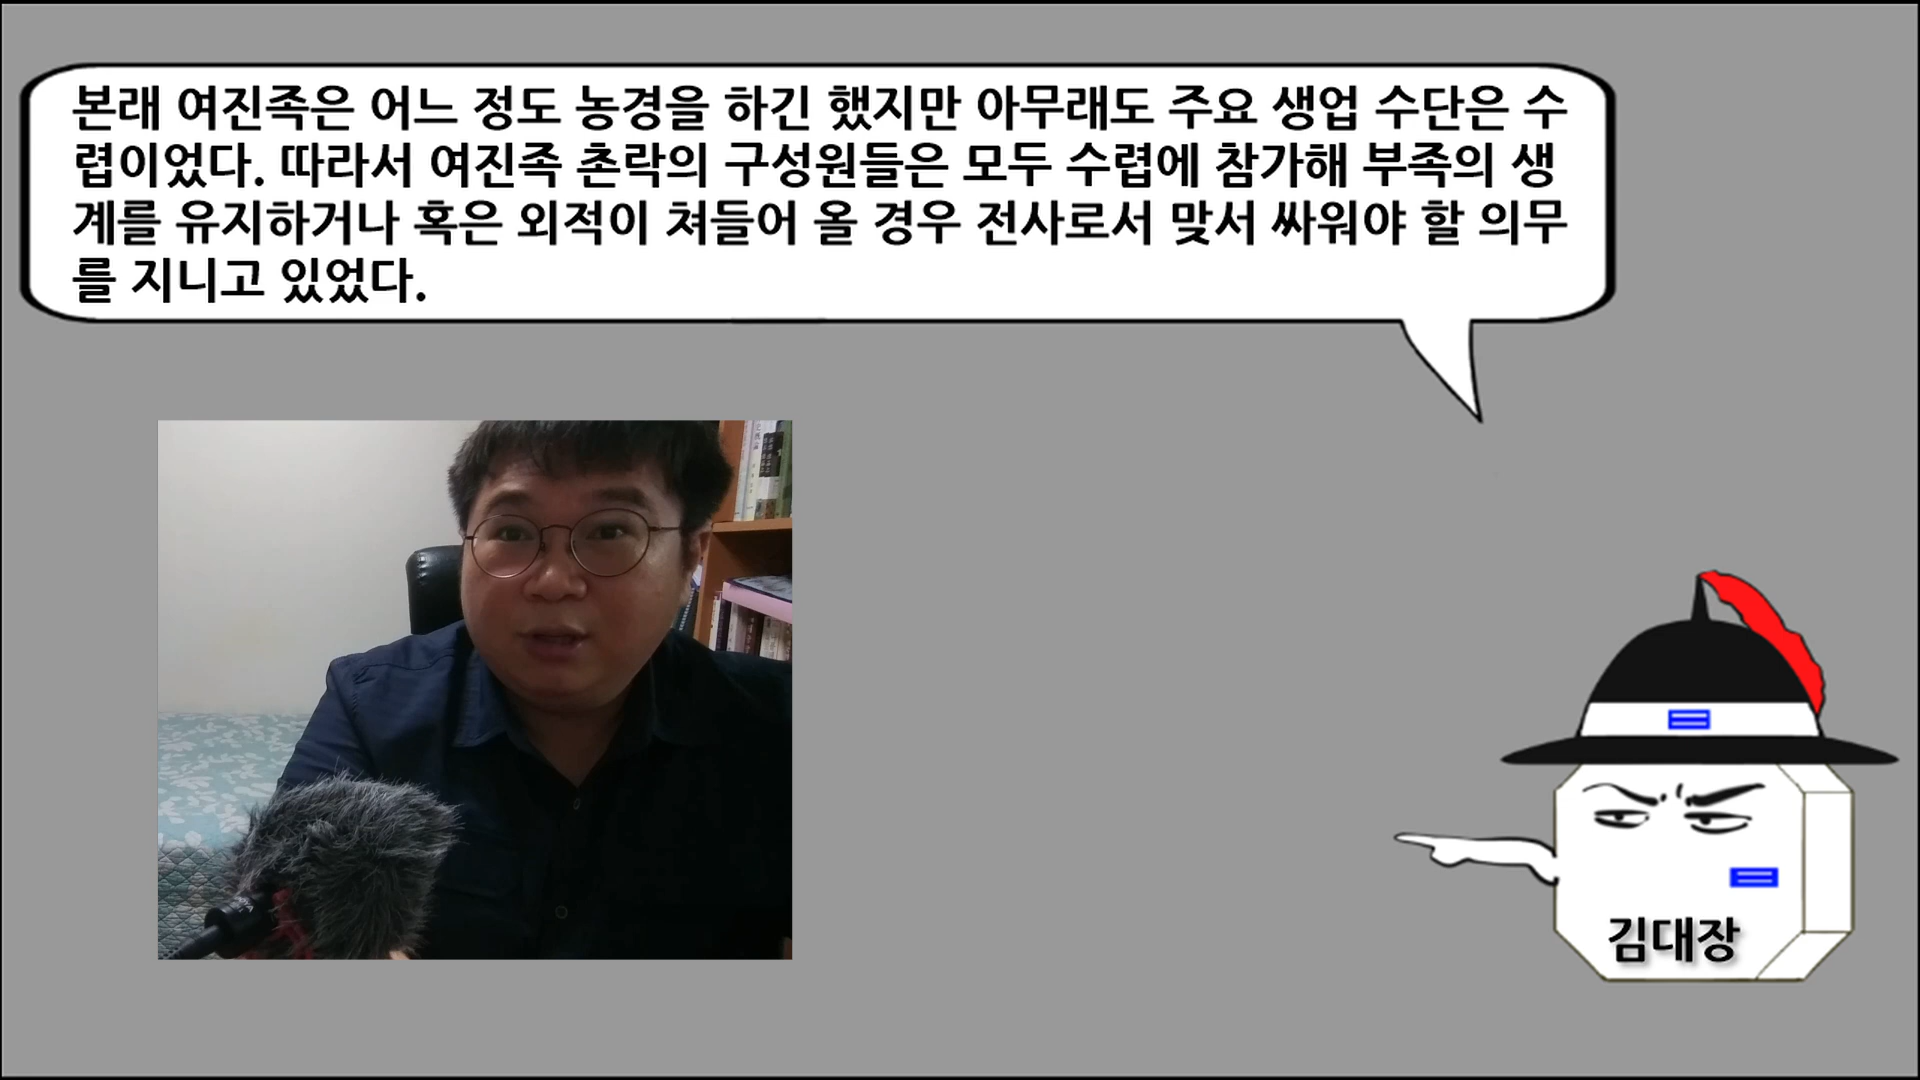 본래 여진족은 어느 정도 농경을 하긴 했지만 아무래도 주요 생업 수단은 수
렵이었다. 따라서 여진족 촌락의 구성원들은 모두 수렵에 참가해 부족의 생
계를 유지하거나 혹은 외적이 쳐들어 올 경우 전사로서 맞서 싸워야 할 의무
를 지니고 있었다.
김대장